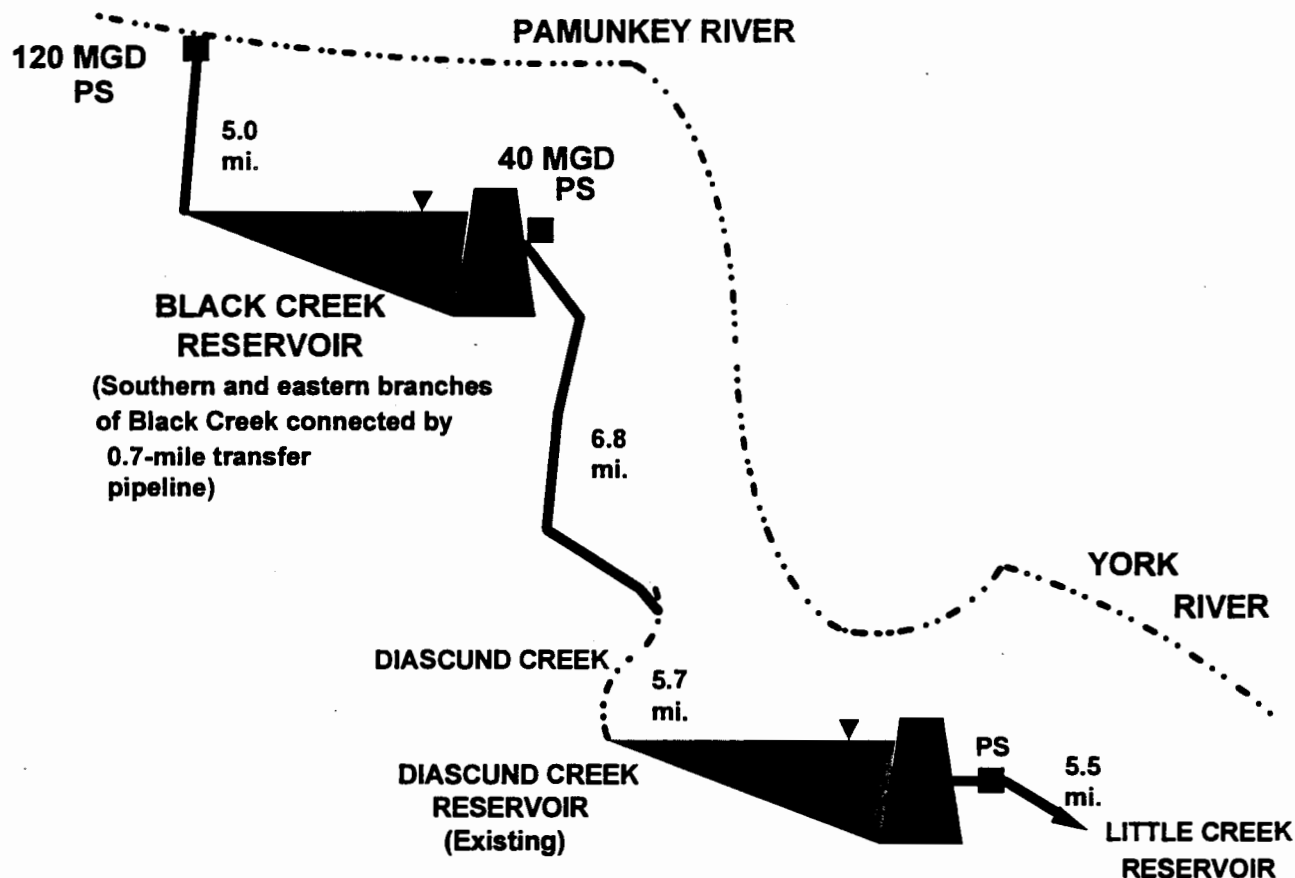 PAMUNKEY RIVER
120 MGD
PS
5.0
mi.
40 MGD
PS
BLACK CREEK
RESERVOIR
(Southern and eastern branches
of Black Creek connected by
0.7-mile transfer
pipeline)
6.8
mi.
YORK
RIVER
DIASCUND CREEK
5.7
mi.
DIASCUND CREEK
RESERVOIR
(Existing)
PS
5.5
mi.
LITTLE CREEK
RESERVOIR